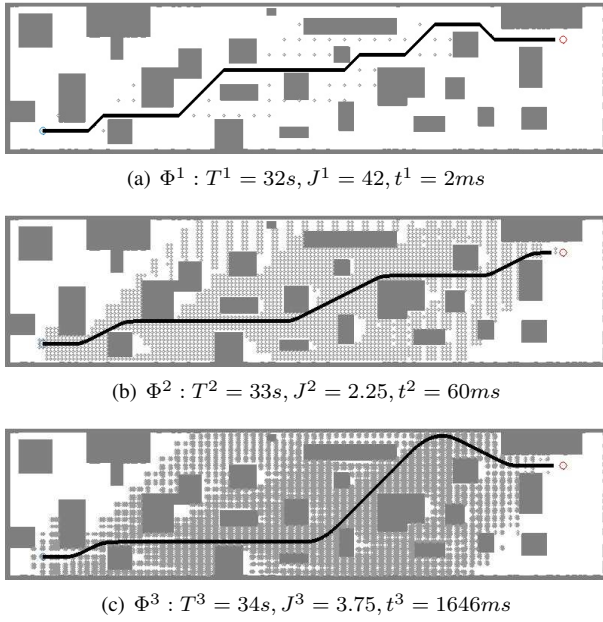 (a) Φ¹ : T¹ = 32s, J¹ = 42, t¹ = 2ms
(b) Φ² : T² = 33s, J² = 2.25, t² = 60ms
(c) Φ³ : T³ = 34s, J³ = 3.75, t³ = 1646ms